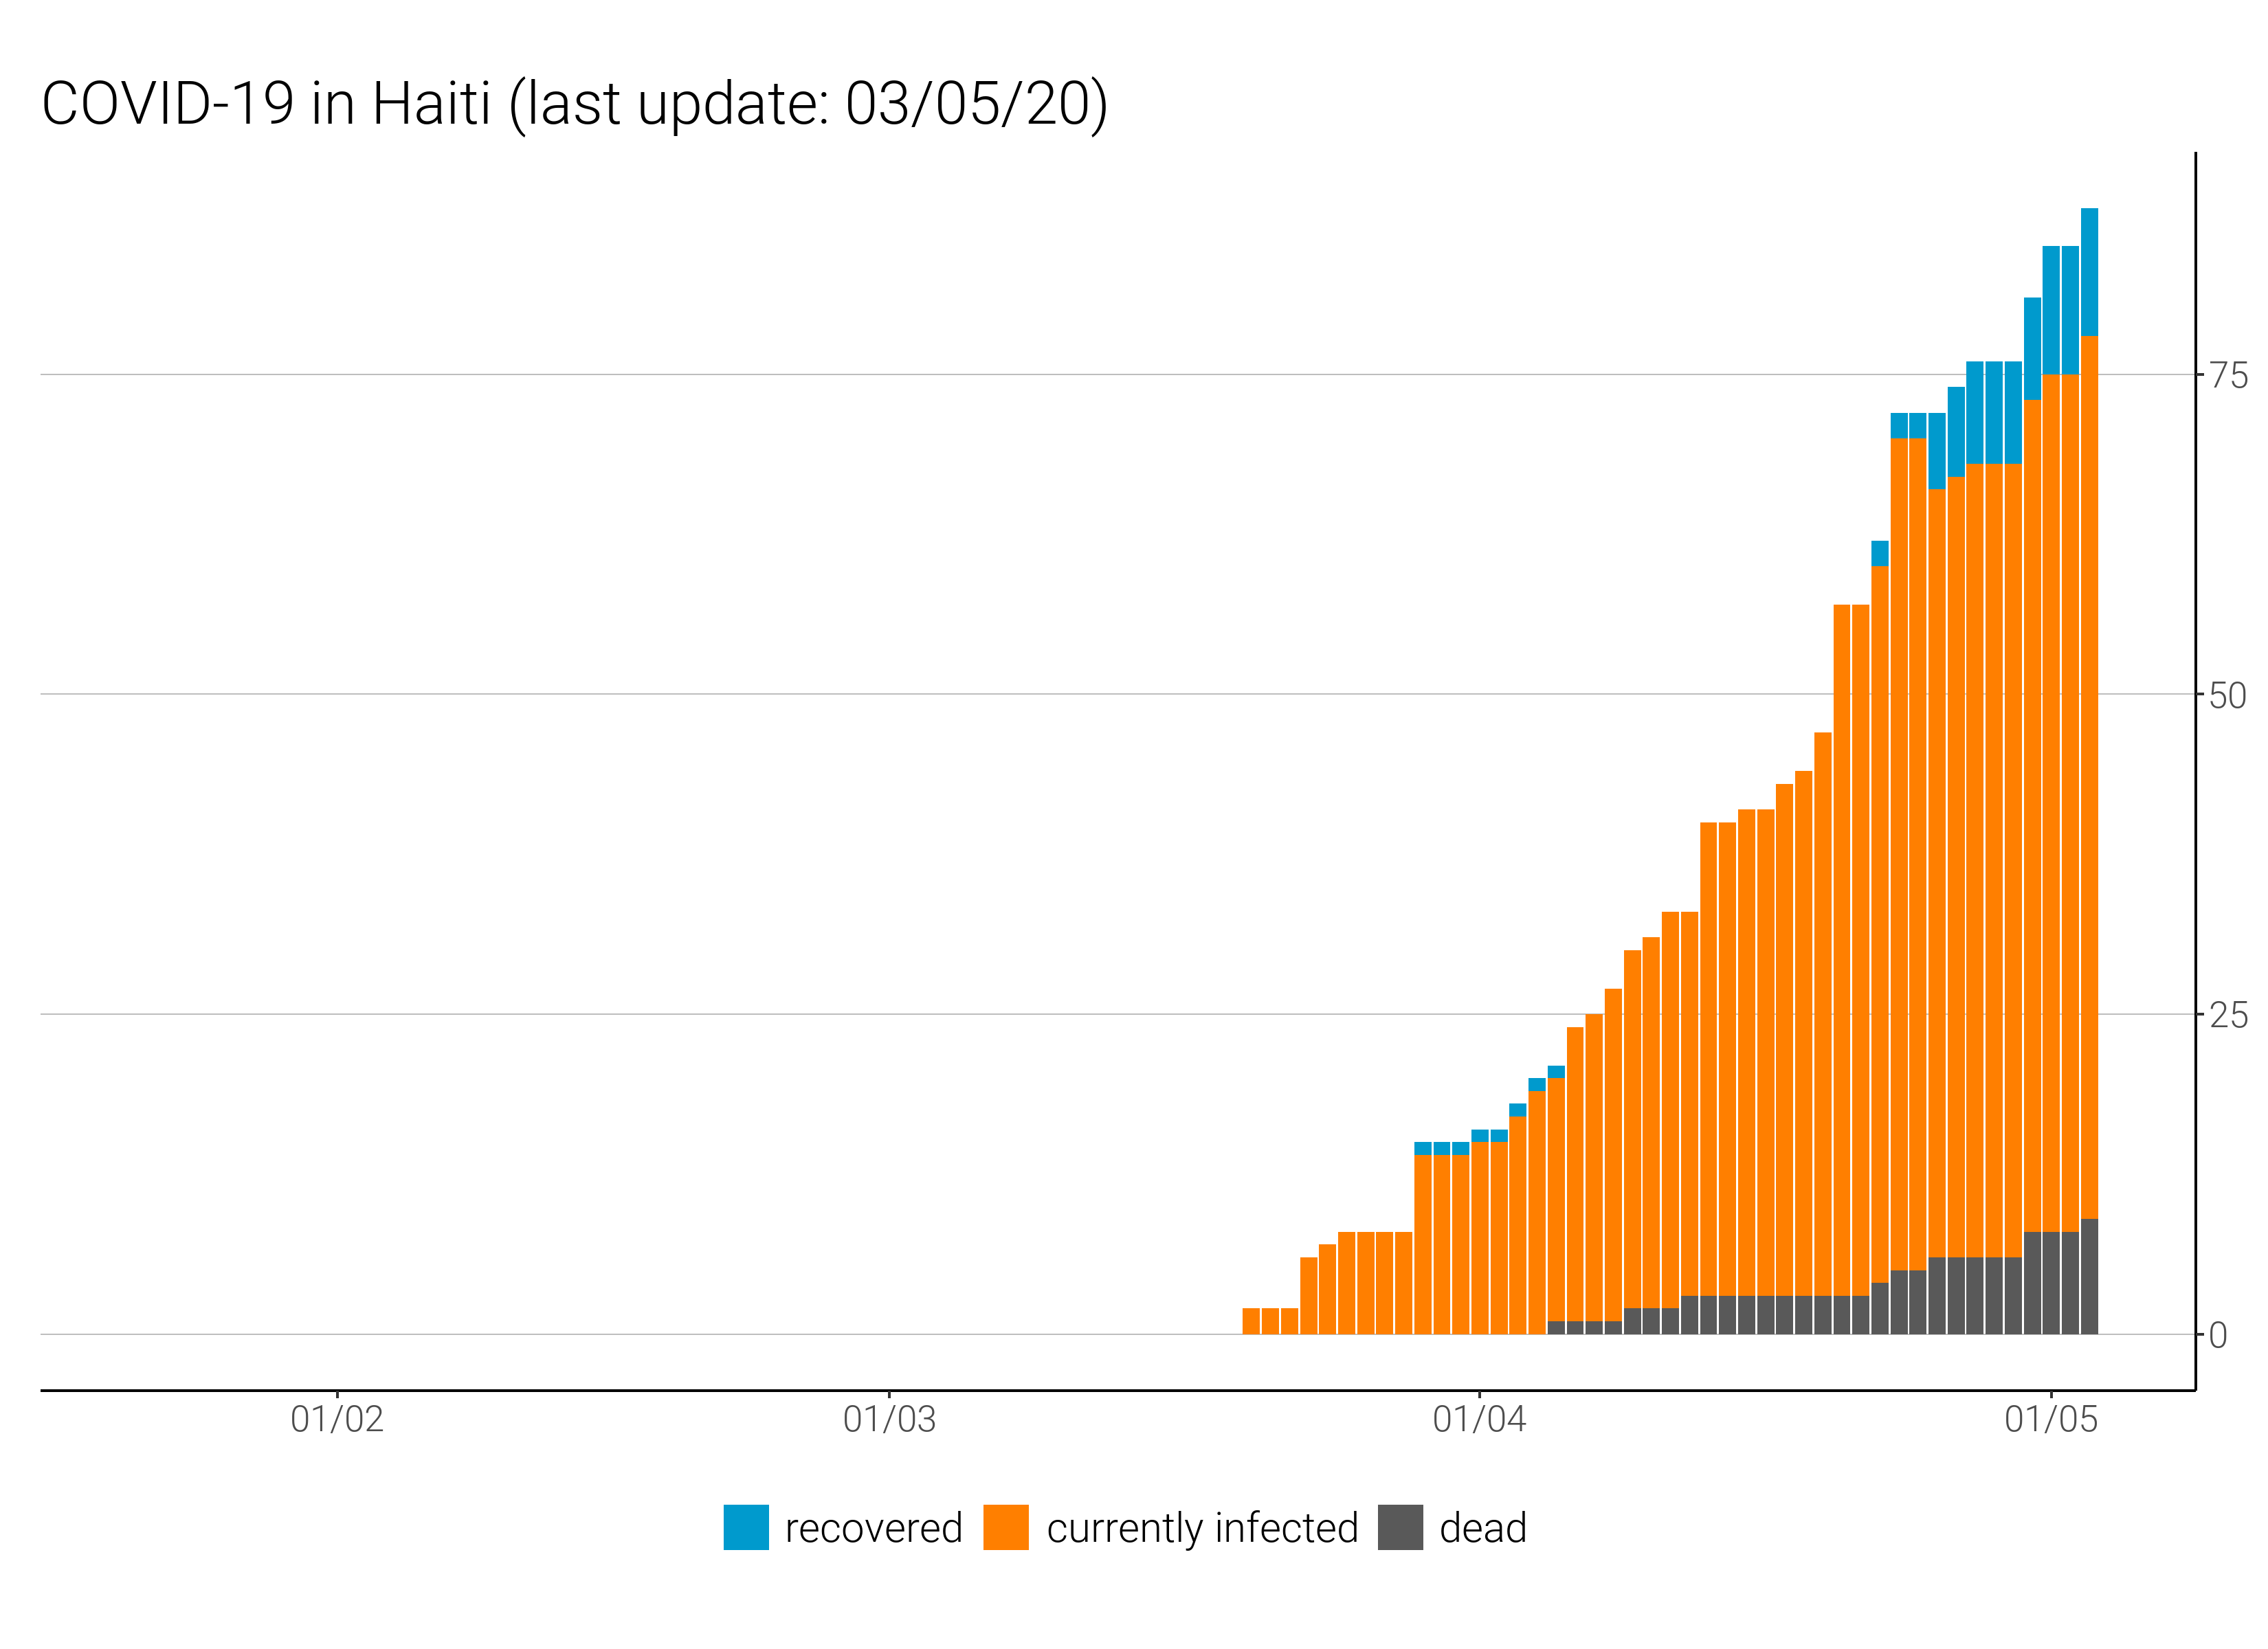 COVID-19 in Haiti (last update: 03/05/20)
75
50
25
0
01/02 01/03 01/04 01/05
recovered currently infected dead